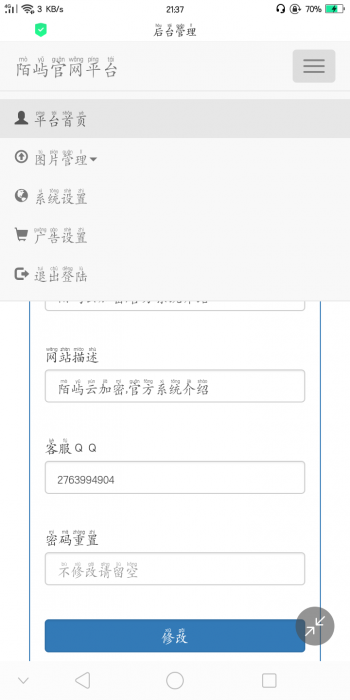 3 KB/s 21:37 70%
后台管理
陌屿官网平台
平台首页
图片管理
系统设置
广告设置
退出登陆
网站描述
陌屿云加密,官方系统介绍
客服QQ
2763994904
密码重置
不修改请留空
修改